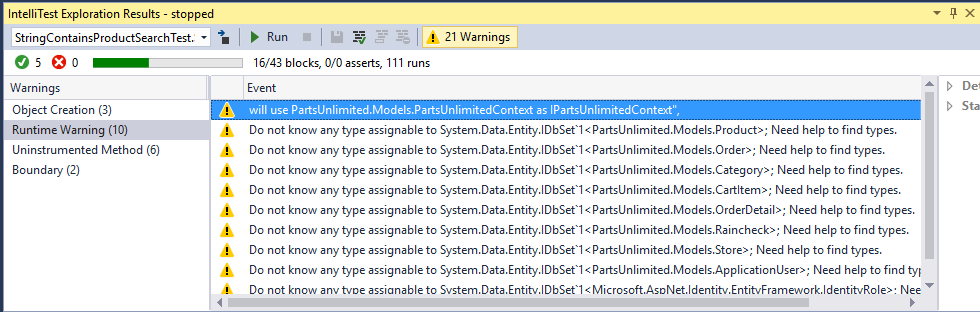 IntelliTest Exploration Results - stopped
StringContainsProductSearchTest. Run 21 Warnings
5 0 16/43 blocks, 0/0 asserts, 111 runs
Warnings Event
Object Creation (3)
Runtime Warning (10)
Uninstrumented Method (6)
Boundary (2)
will use PartsUnlimited.Models.PartsUnlimitedContext as IPartsUnlimitedContext",
Do not know any type assignable to System.Data.Entity.IDbSet`1<PartsUnlimited.Models.Product>; Need help to find types.
Do not know any type assignable to System.Data.Entity.IDbSet`1<PartsUnlimited.Models.Order>; Need help to find types.
Do not know any type assignable to System.Data.Entity.IDbSet`1<PartsUnlimited.Models.Category>; Need help to find types.
Do not know any type assignable to System.Data.Entity.IDbSet`1<PartsUnlimited.Models.CartItem>; Need help to find types.
Do not know any type assignable to System.Data.Entity.IDbSet`1<PartsUnlimited.Models.OrderDetail>; Need help to find types.
Do not know any type assignable to System.Data.Entity.IDbSet`1<PartsUnlimited.Models.Raincheck>; Need help to find types.
Do not know any type assignable to System.Data.Entity.IDbSet`1<PartsUnlimited.Models.Store>; Need help to find types.
Do not know any type assignable to System.Data.Entity.IDbSet`1<PartsUnlimited.Models.ApplicationUser>; Need help to find typ
Do not know any type assignable to System.Data.Entity.IDbSet`1<Microsoft.AspNet.Identity.EntityFramework.IdentityRole>; Nee
Det
Sta